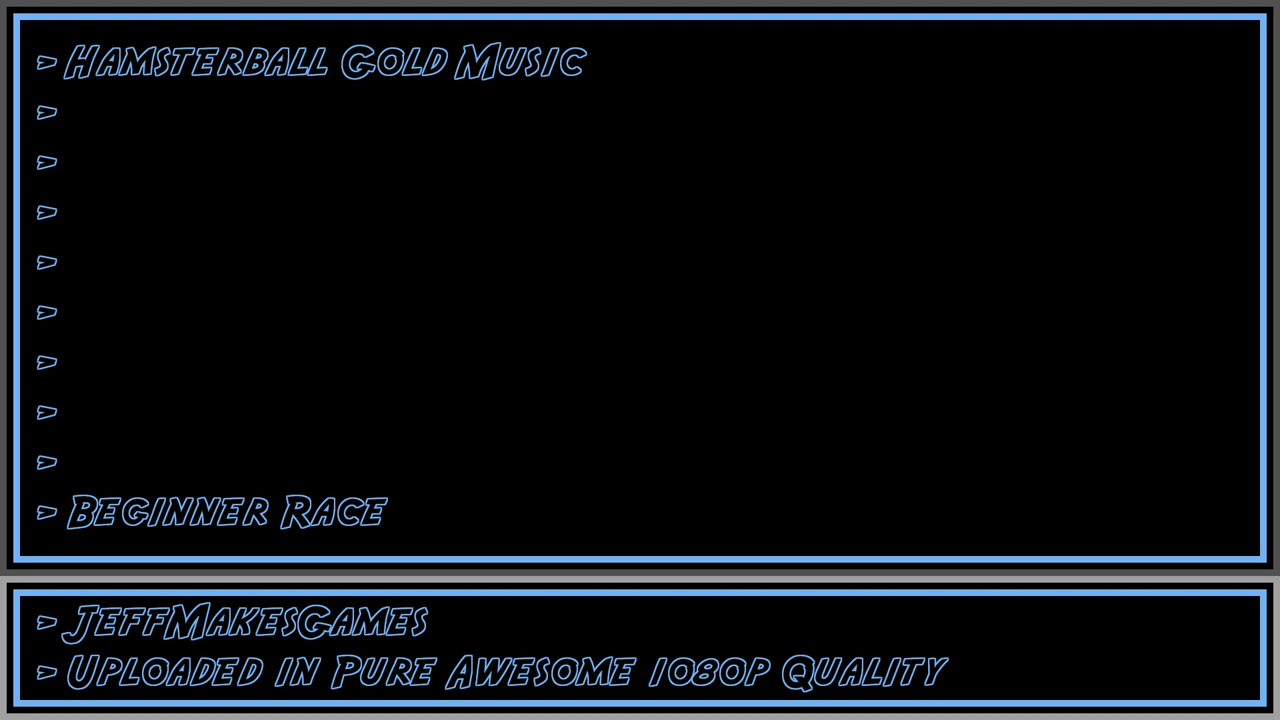 > Hamsterball Gold Music
>
>
>
>
>
>
>
>
> Beginner Race
> JeffMakesGames
> Uploaded in Pure Awesome 1080p Quality